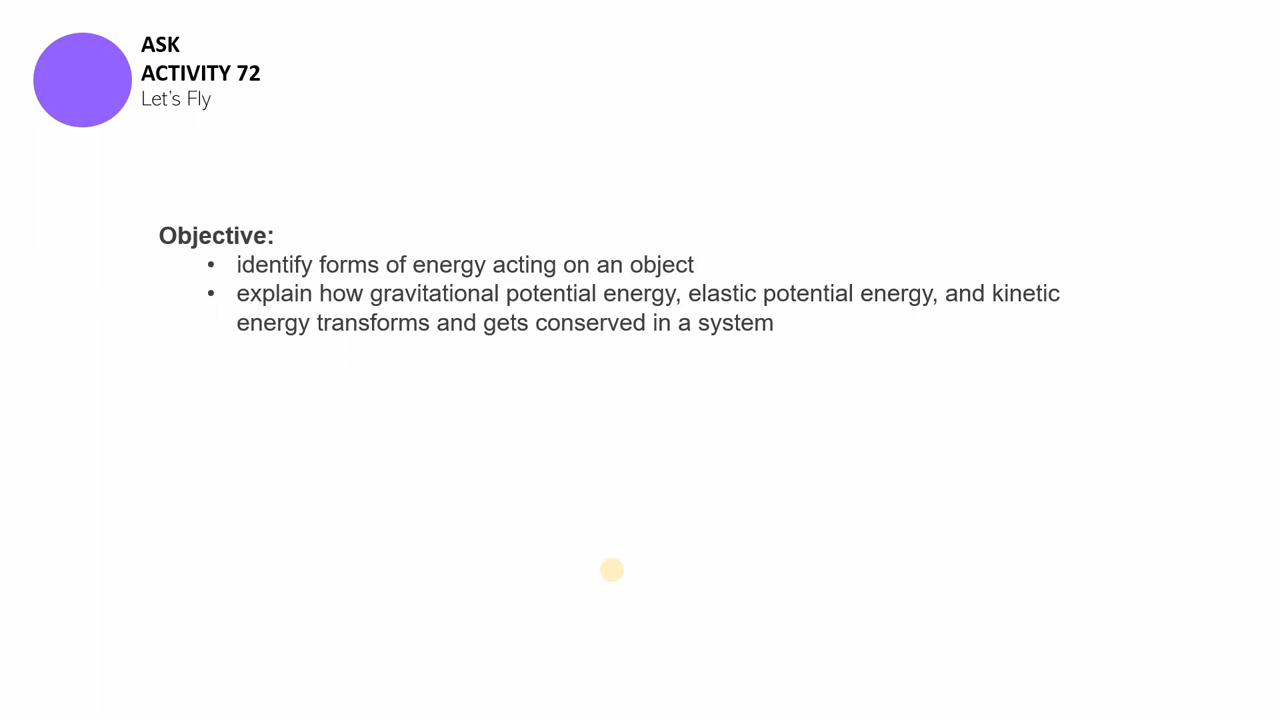 ASK
ACTIVITY 72
Let's Fly
Objective:
• identify forms of energy acting on an object
• explain how gravitational potential energy, elastic potential energy, and kinetic
energy transforms and gets conserved in a system